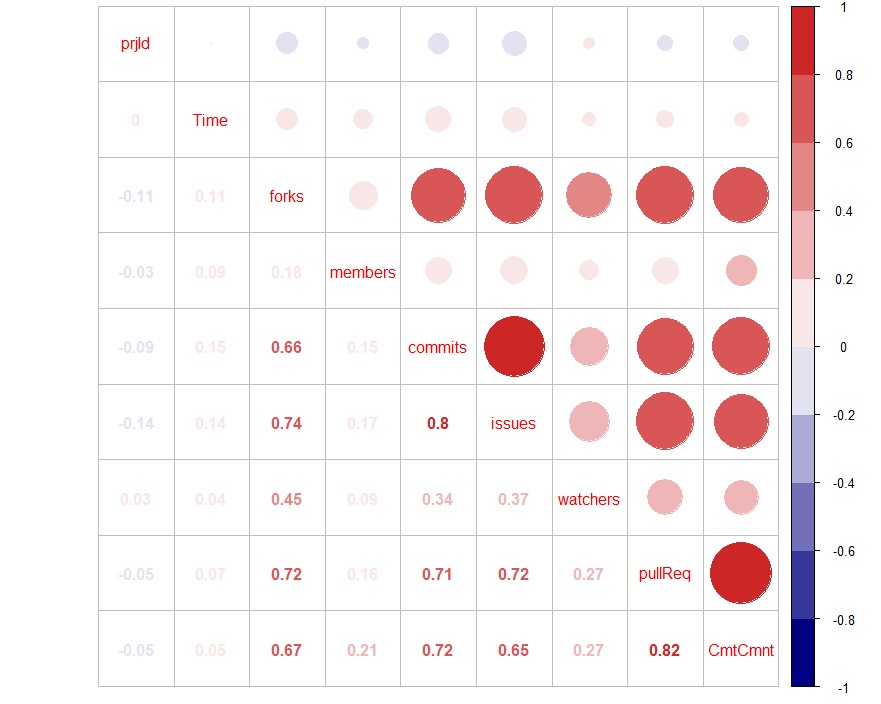 prjId
0 Time
-0.11 0.11 forks
-0.03 0.09 0.18 members
-0.09 0.15 0.66 0.15 commits
-0.14 0.14 0.74 0.17 0.8 issues
0.03 0.04 0.45 0.09 0.34 0.37 watchers
-0.05 0.07 0.72 0.16 0.71 0.72 0.27 pullReq
-0.05 0.05 0.67 0.21 0.72 0.65 0.27 0.82 CmtCmnt
1
0.8
0.6
0.4
0.2
0
-0.2
-0.4
-0.6
-0.8
-1